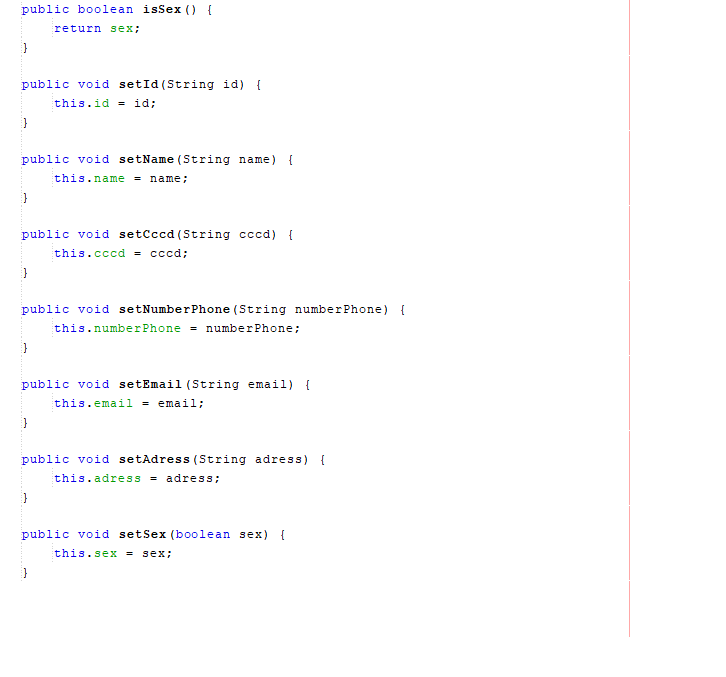 public boolean isSex() {
    return sex;
}

public void setId(String id) {
    this.id = id;
}

public void setName(String name) {
    this.name = name;
}

public void setCccd(String cccd) {
    this.cccd = cccd;
}

public void setNumberPhone(String numberPhone) {
    this.numberPhone = numberPhone;
}

public void setEmail(String email) {
    this.email = email;
}

public void setAdress(String adress) {
    this.adress = adress;
}

public void setSex(boolean sex) {
    this.sex = sex;
}